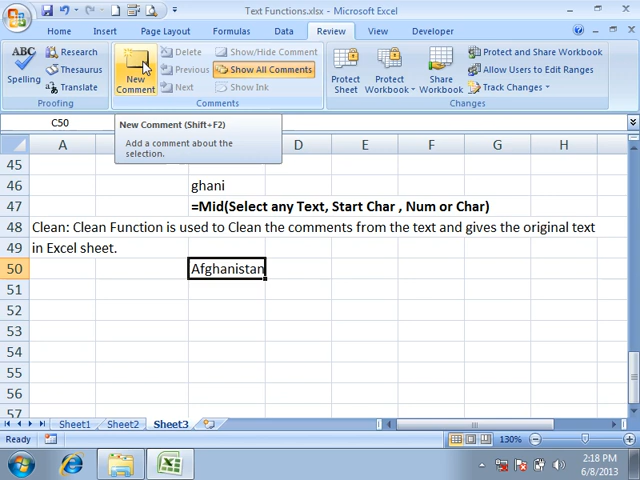 Text Functions.xlsx - Microsoft Excel
Home Insert Page Layout Formulas Data Review View Developer
ABC Spelling
Research
Thesaurus
Translate
Proofing
New Comment
Delete
Previous
Next
Show/Hide Comment
Show All Comments
Show Ink
Comments
Protect Sheet
Protect Workbook
Share Workbook
Protect and Share Workbook
Allow Users to Edit Ranges
Track Changes
Changes
C50
New Comment (Shift+F2)
Add a comment about the
selection.
A D E F G H
45
46 ghani
47 =Mid(Select any Text, Start Char , Num or Char)
48 Clean: Clean Function is used to Clean the comments from the text and gives the original text
49 in Excel sheet.
50 Afghanistan
51
52
53
54
55
56
57
Sheet1 Sheet2 Sheet3
Ready 130%
2:18 PM
6/8/2013